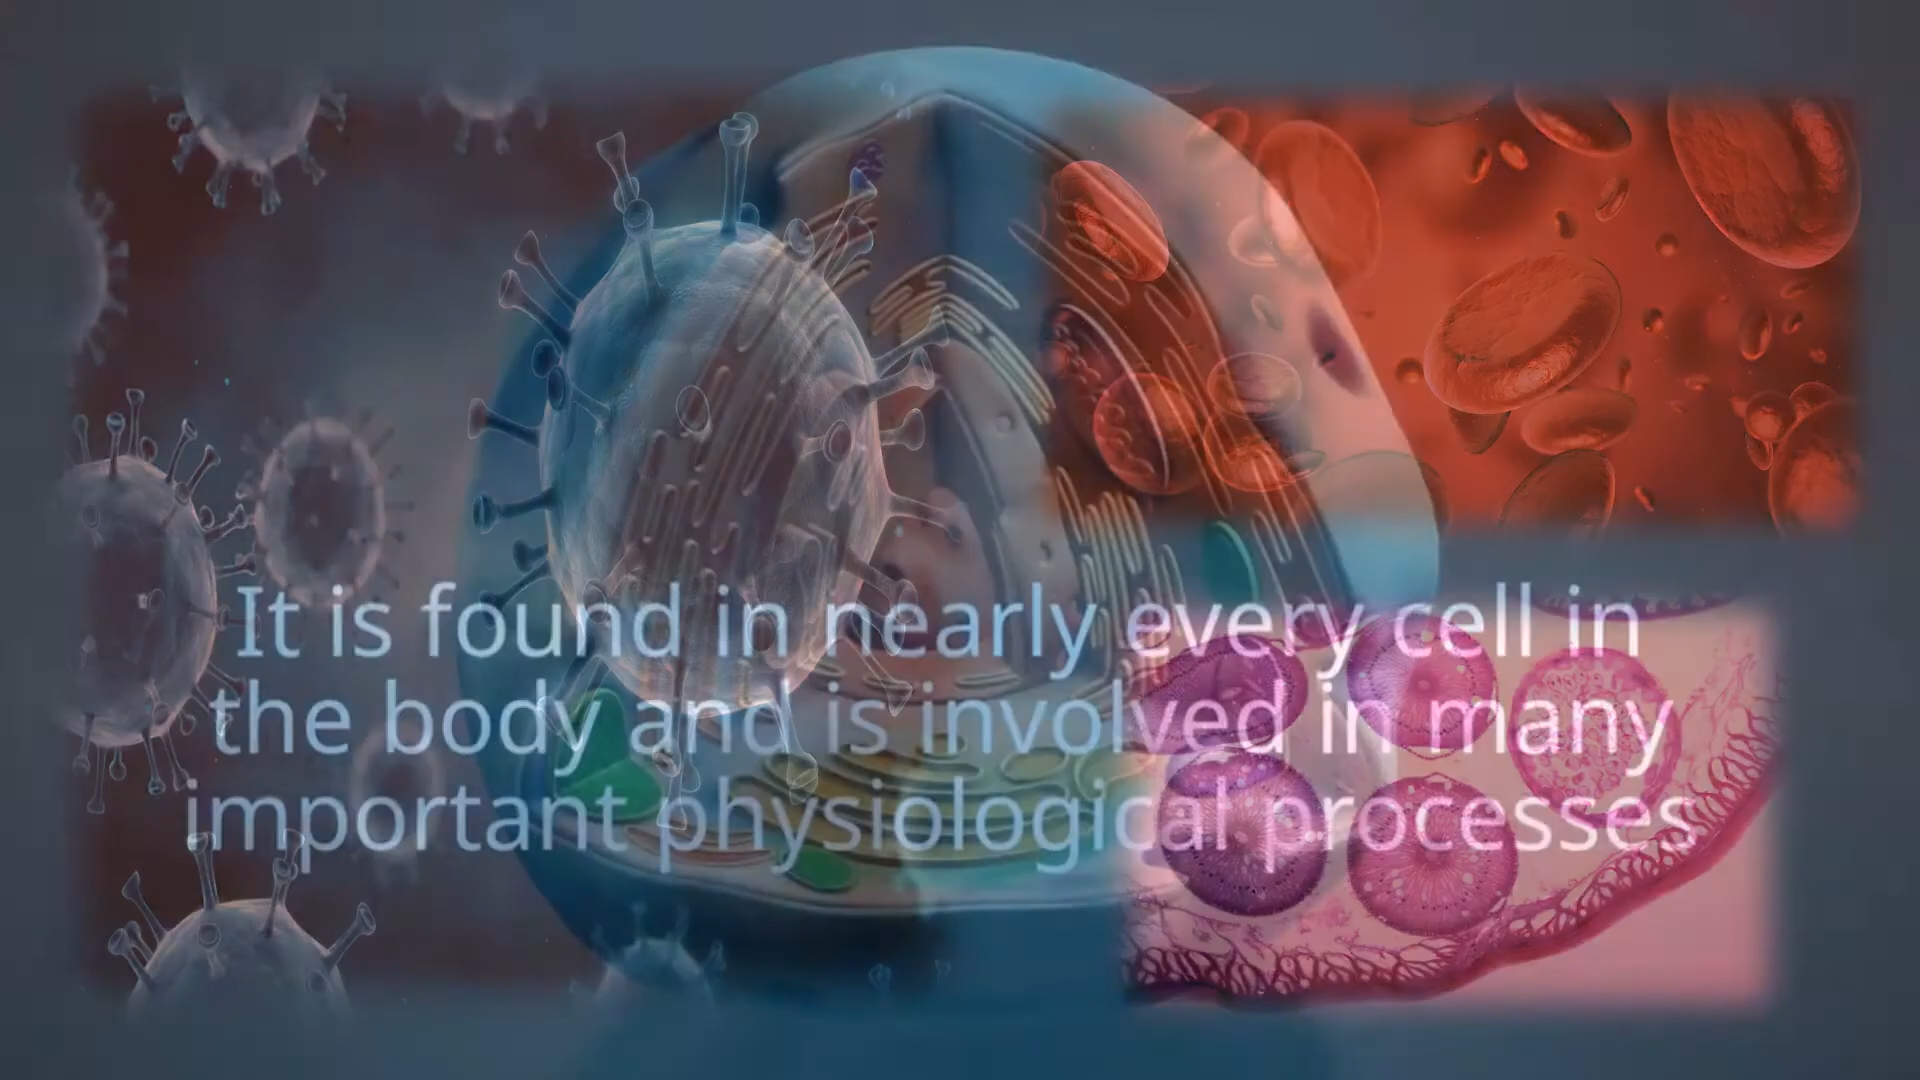 It is found in nearly every cell in
the body and is involved in many
important physiological processes